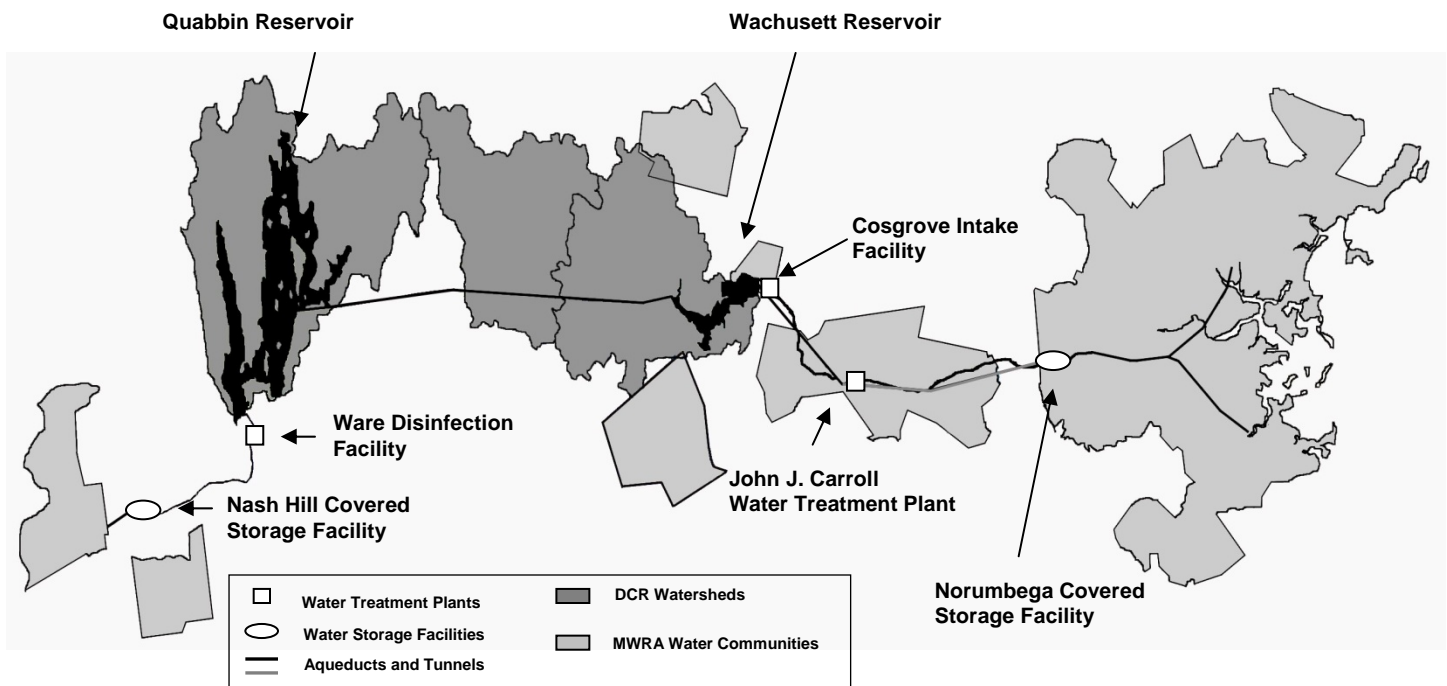 Quabbin Reservoir
Wachusett Reservoir
Cosgrove Intake
Facility
Ware Disinfection
Facility
John J. Carroll
Water Treatment Plant
Nash Hill Covered
Storage Facility
Norumbega Covered
Storage Facility
Water Treatment Plants
DCR Watersheds
Water Storage Facilities
MWRA Water Communities
Aqueducts and Tunnels